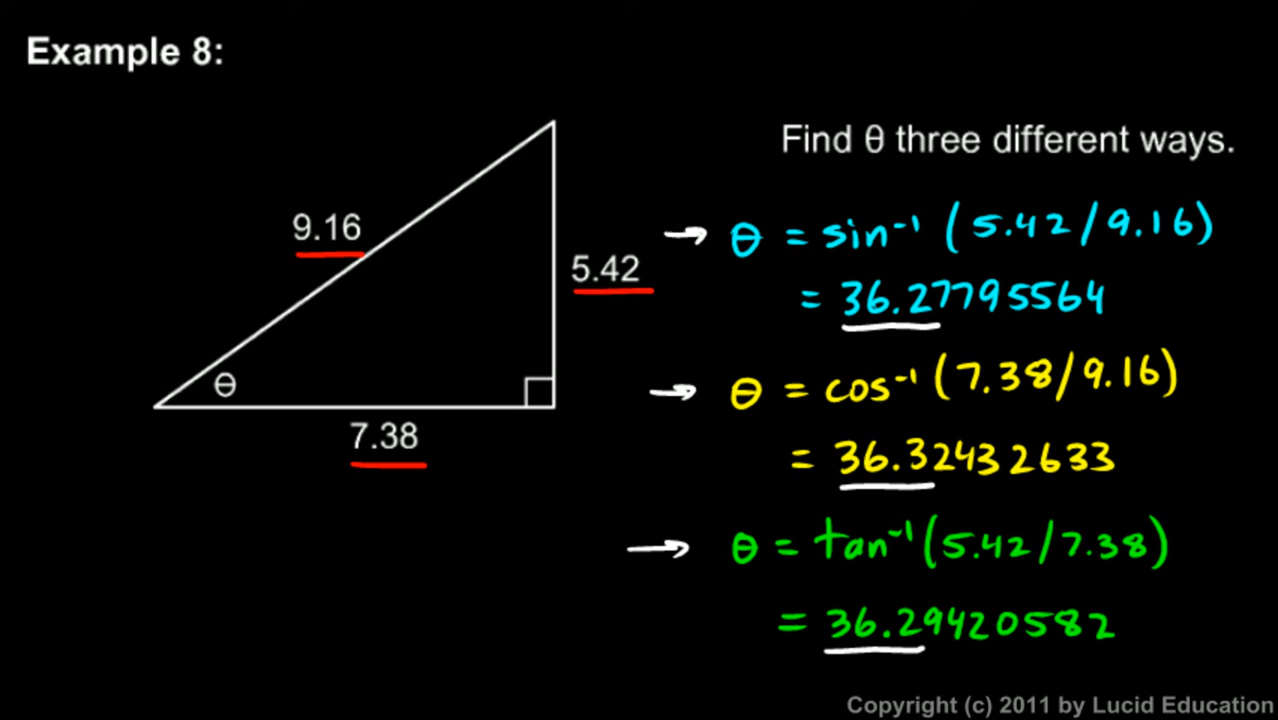 Example 8:
Find θ three different ways.
9.16
5.42
θ
7.38
→ θ = sin⁻¹ (5.42/9.16)
= 36.27795564
→ θ = cos⁻¹ (7.38/9.16)
= 36.32432633
→ θ = tan⁻¹ (5.42/7.38)
= 36.29420582
Copyright (c) 2011 by Lucid Education